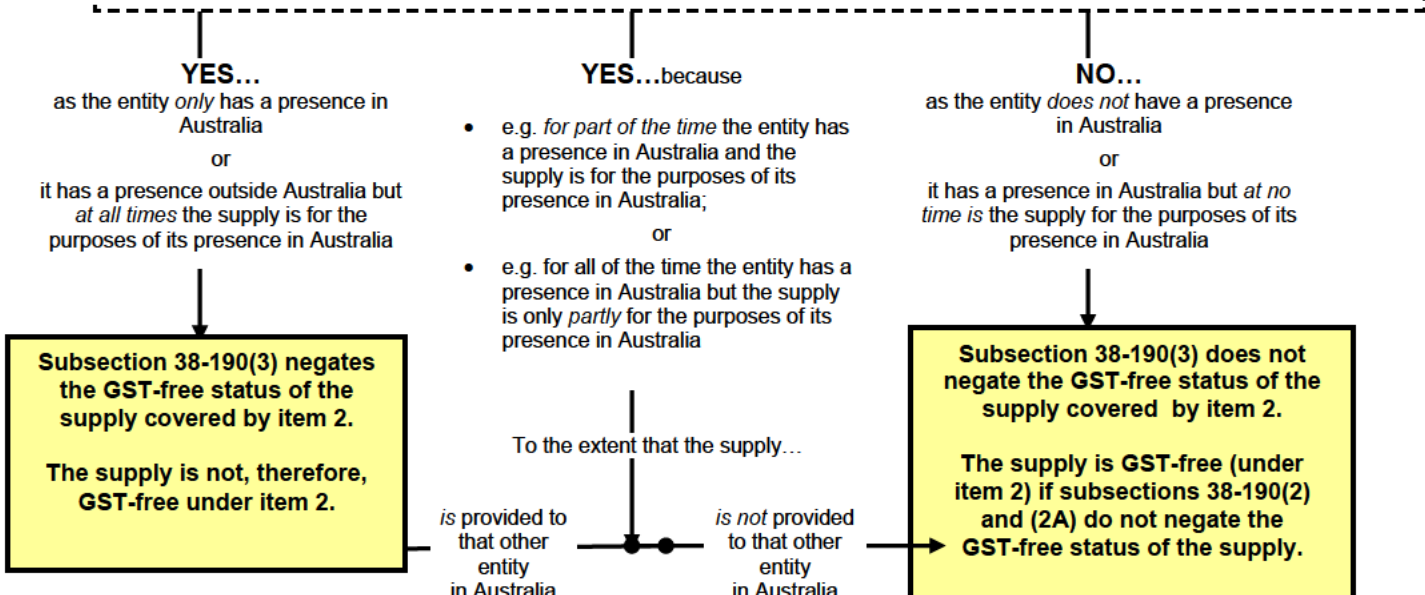 YES…
as the entity only has a presence in
Australia
or
it has a presence outside Australia but
at all times the supply is for the
purposes of its presence in Australia
Subsection 38-190(3) negates
the GST-free status of the
supply covered by item 2.
The supply is not, therefore,
GST-free under item 2.
YES…because
• e.g. for part of the time the entity has
a presence in Australia and the
supply is for the purposes of its
presence in Australia;
or
• e.g. for all of the time the entity has a
presence in Australia but the supply
is only partly for the purposes of its
presence in Australia
To the extent that the supply…
is provided to
that other
entity
in Australia
is not provided
to that other
entity
in Australia
NO…
as the entity does not have a presence
in Australia
or
it has a presence in Australia but at no
time is the supply for the purposes of its
presence in Australia
Subsection 38-190(3) does not
negate the GST-free status of the
supply covered by item 2.
The supply is GST-free (under
item 2) if subsections 38-190(2)
and (2A) do not negate the
GST-free status of the supply.